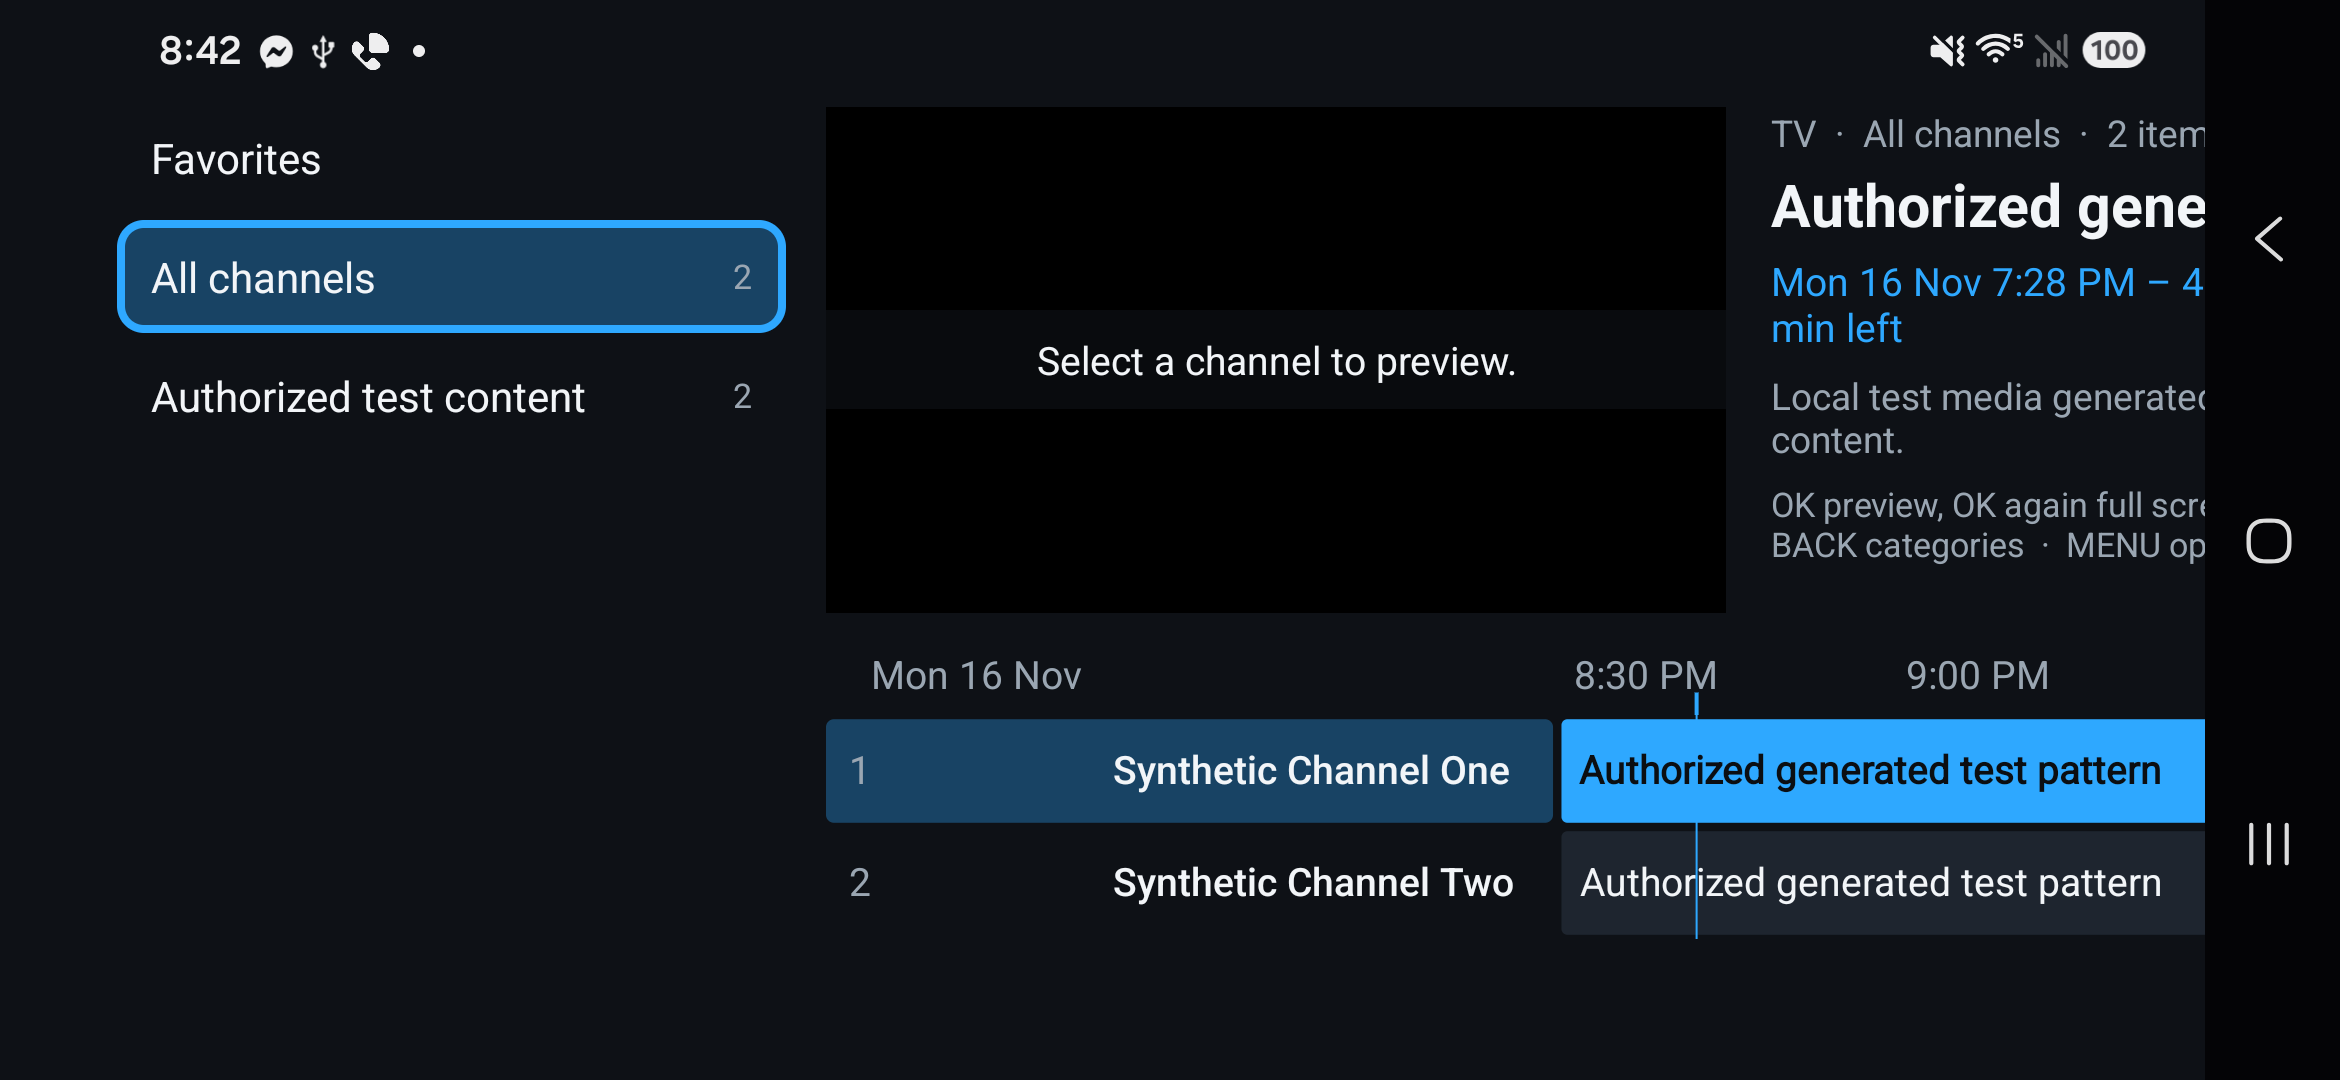 8:42
5
100
Favorites
All channels 2
Authorized test content 2
Select a channel to preview.
TV · All channels · 2 item
Authorized gene
Mon 16 Nov 7:28 PM – 4
min left
Local test media generated
content.
OK preview, OK again full scre
BACK categories · MENU op
Mon 16 Nov 8:30 PM 9:00 PM
1 Synthetic Channel One Authorized generated test pattern
2 Synthetic Channel Two Authorized generated test pattern